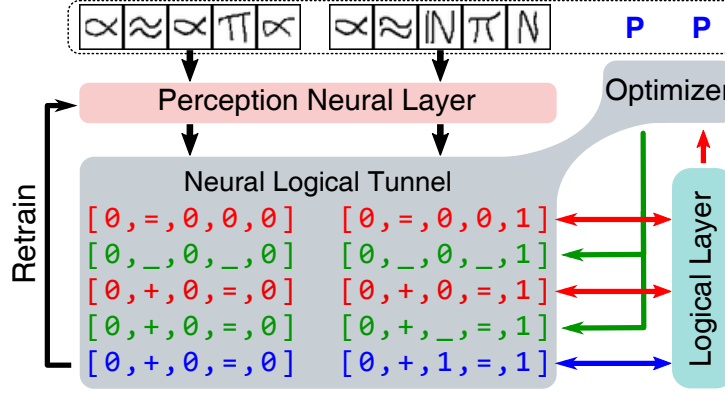 ∝ ≈ ∝ π ∝
∝ ≈ ℕ π ℕ
P P
Perception Neural Layer
Optimizer
Neural Logical Tunnel
[0,=,0,0,0] [0,=,0,0,1]
[0,_,0,_,0] [0,_,0,_,1]
[0,+,0,=,0] [0,+,0,=,1]
[0,+,0,=,0] [0,+,_,=,1]
[0,+,0,=,0] [0,+,1,=,1]
Retrain
Logical Layer